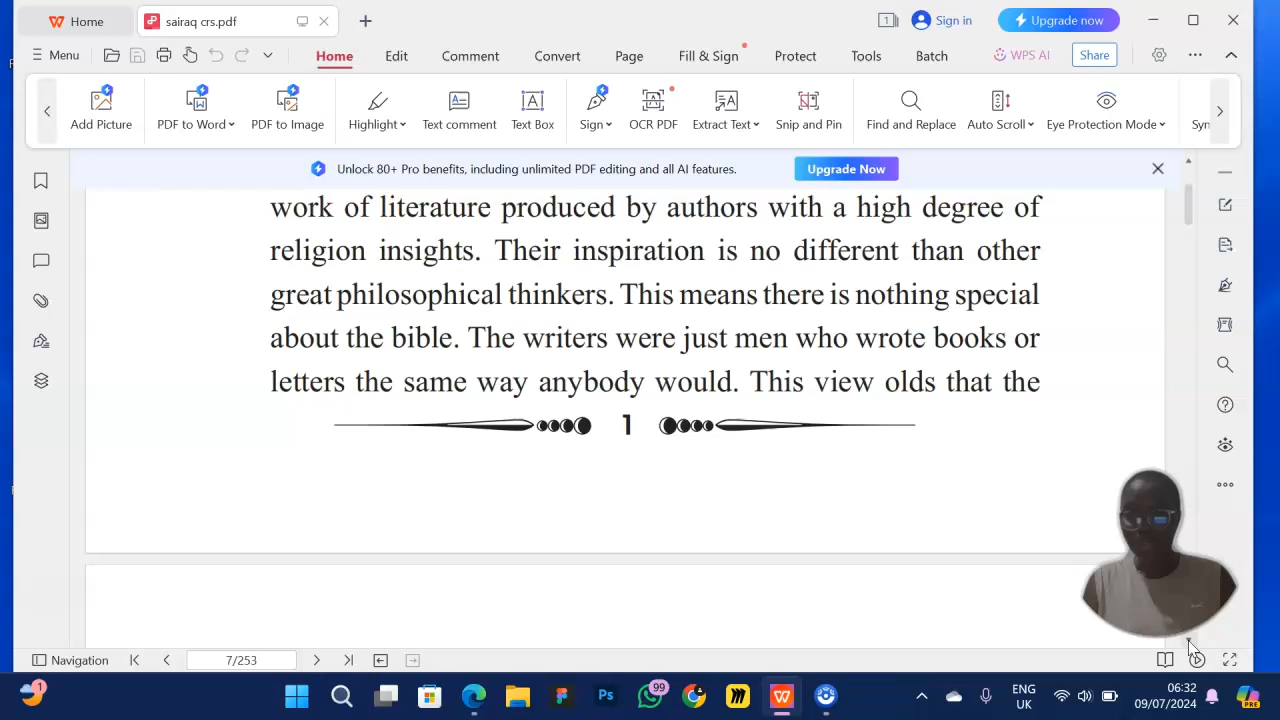 Home
sairaq crs.pdf
1
Sign in
Upgrade now
Menu
Home
Edit
Comment
Convert
Page
Fill & Sign
Protect
Tools
Batch
WPS AI
Share
Add Picture
PDF to Word
PDF to Image
Highlight
Text comment
Text Box
Sign
OCR PDF
Extract Text
Snip and Pin
Find and Replace
Auto Scroll
Eye Protection Mode
Syn
Unlock 80+ Pro benefits, including unlimited PDF editing and all AI features.
Upgrade Now
work of literature produced by authors with a high degree of
religion insights. Their inspiration is no different than other
great philosophical thinkers. This means there is nothing special
about the bible. The writers were just men who wrote books or
letters the same way anybody would. This view olds that the
1
Navigation
7/253
1
Ps
99
ENG
UK
06:32
09/07/2024
PRE